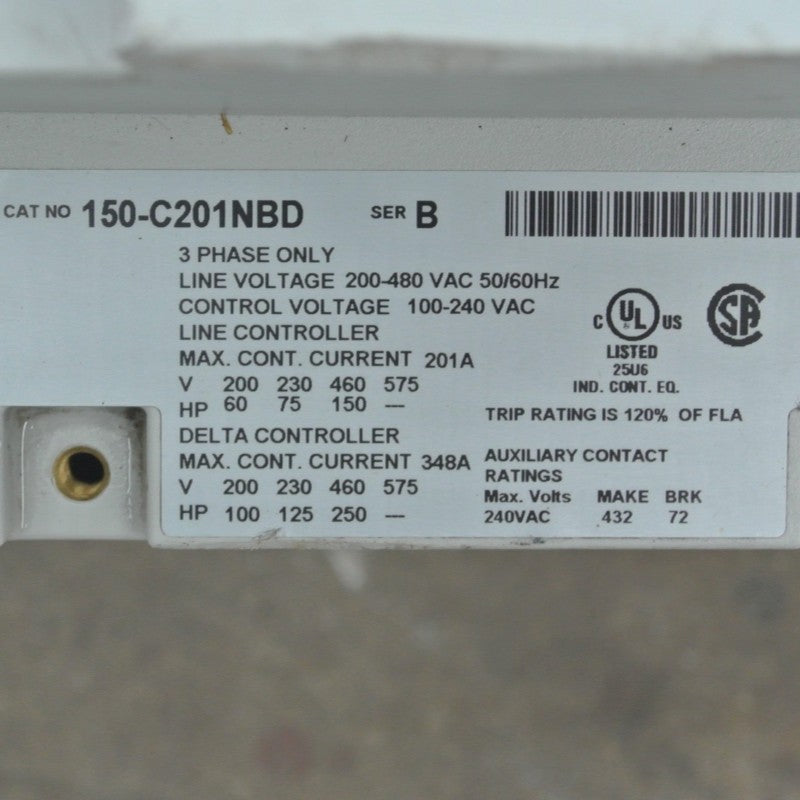 CAT NO 150-C201NBD SER B
3 PHASE ONLY
LINE VOLTAGE 200-480 VAC 50/60Hz
CONTROL VOLTAGE 100-240 VAC
LINE CONTROLLER
MAX. CONT. CURRENT 201A
V 200 230 460 575
HP 60 75 150 ---
DELTA CONTROLLER
MAX. CONT. CURRENT 348A
V 200 230 460 575
HP 100 125 250 ---
C UL US
LISTED
25U6
IND. CONT. EQ.
SA
TRIP RATING IS 120% OF FLA
AUXILIARY CONTACT
RATINGS
Max. Volts MAKE BRK
240VAC 432 72